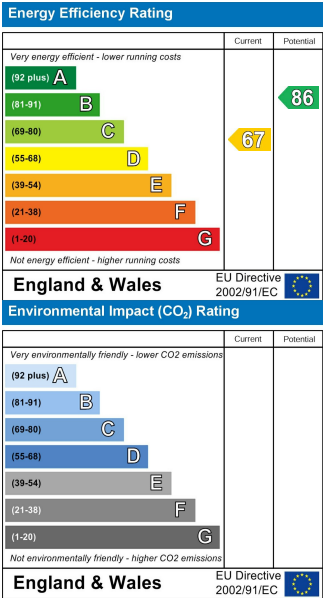 Energy Efficiency Rating
Current Potential
Very energy efficient - lower running costs
(92 plus) A
(81-91) B
(69-80) C
(55-68) D
(39-54) E
(21-38) F
(1-20) G
67
86
Not energy efficient - higher running costs
England & Wales
EU Directive
2002/91/EC
Environmental Impact (CO₂) Rating
Current Potential
Very environmentally friendly - lower CO2 emissions
(92 plus) A
(81-91) B
(69-80) C
(55-68) D
(39-54) E
(21-38) F
(1-20) G
Not environmentally friendly - higher CO2 emissions
England & Wales
EU Directive
2002/91/EC